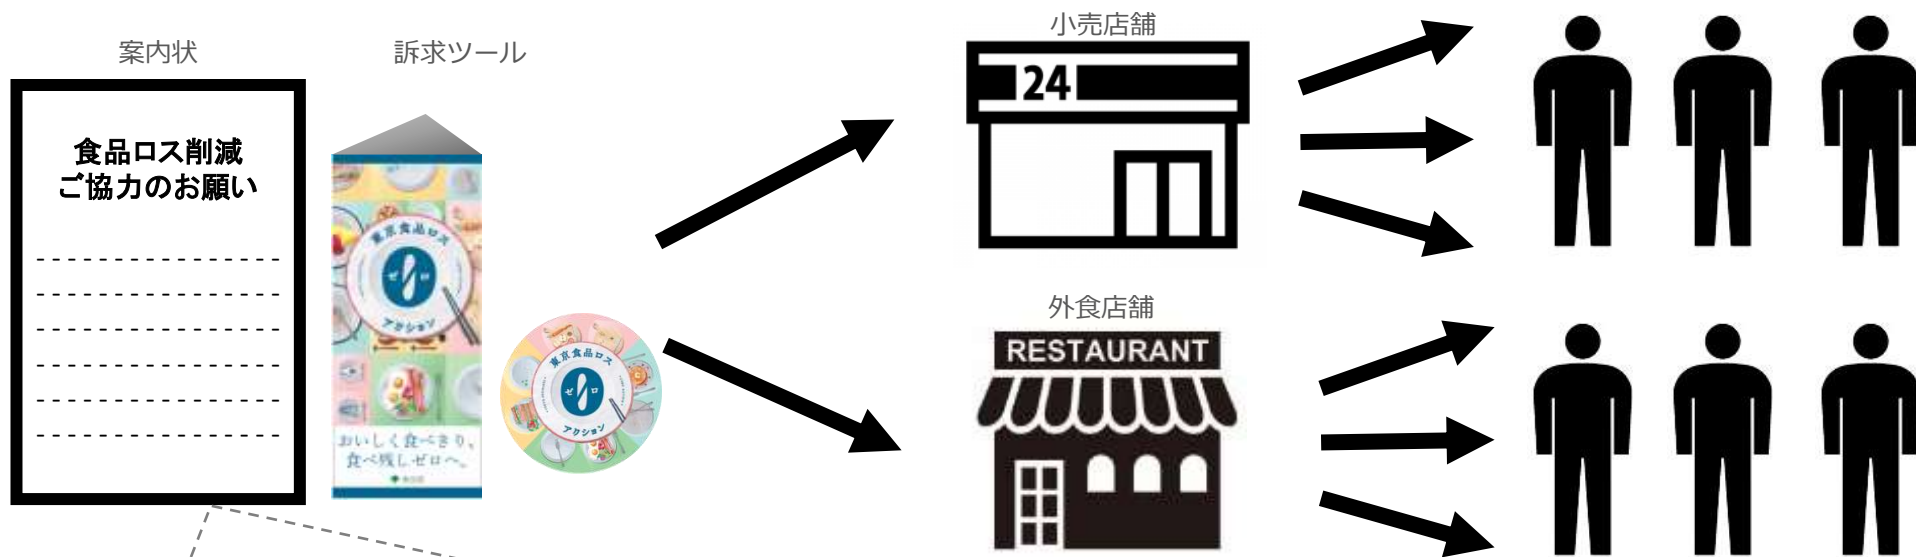 案内状
訴求ツール
食品ロス削減
ご協力のお願い
東京食品ロス
ゼロ
アクション
おいしく食べきり、
食べ残しゼロへ。
東京食品ロス
ゼロ
アクション
小売店舗
24
外食店舗
RESTAURANT